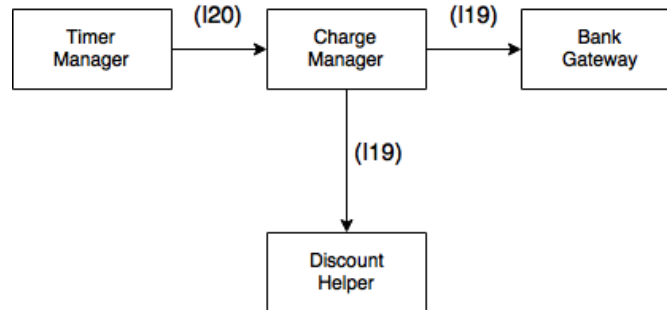 (I20)
(I19)
Timer
Manager
Charge
Manager
Bank
Gateway
(I19)
Discount
Helper